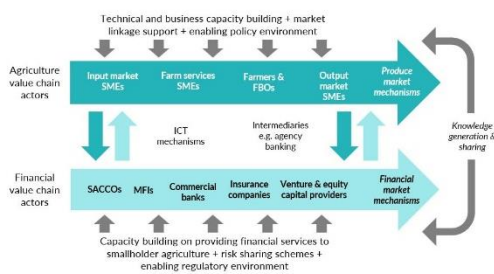 Technical and business capacity building + market
linkage support + enabling policy environment
Agriculture
value chain
actors
Input market
SMEs
Farm services
SMEs
Farmers &
FBOs
Output
market
SMEs
Produce
market
mechanisms
ICT
mechanisms
Intermediaries
e.g. agency
banking
Knowledge
generation &
sharing
Financial
value chain
actors
SACCOs
MFIs
Commercial
banks
Insurance
companies
Venture & equity
capital providers
Financial
market
mechanisms
Capacity building on providing financial services to
smallholder agriculture + risk sharing schemes +
enabling regulatory environment